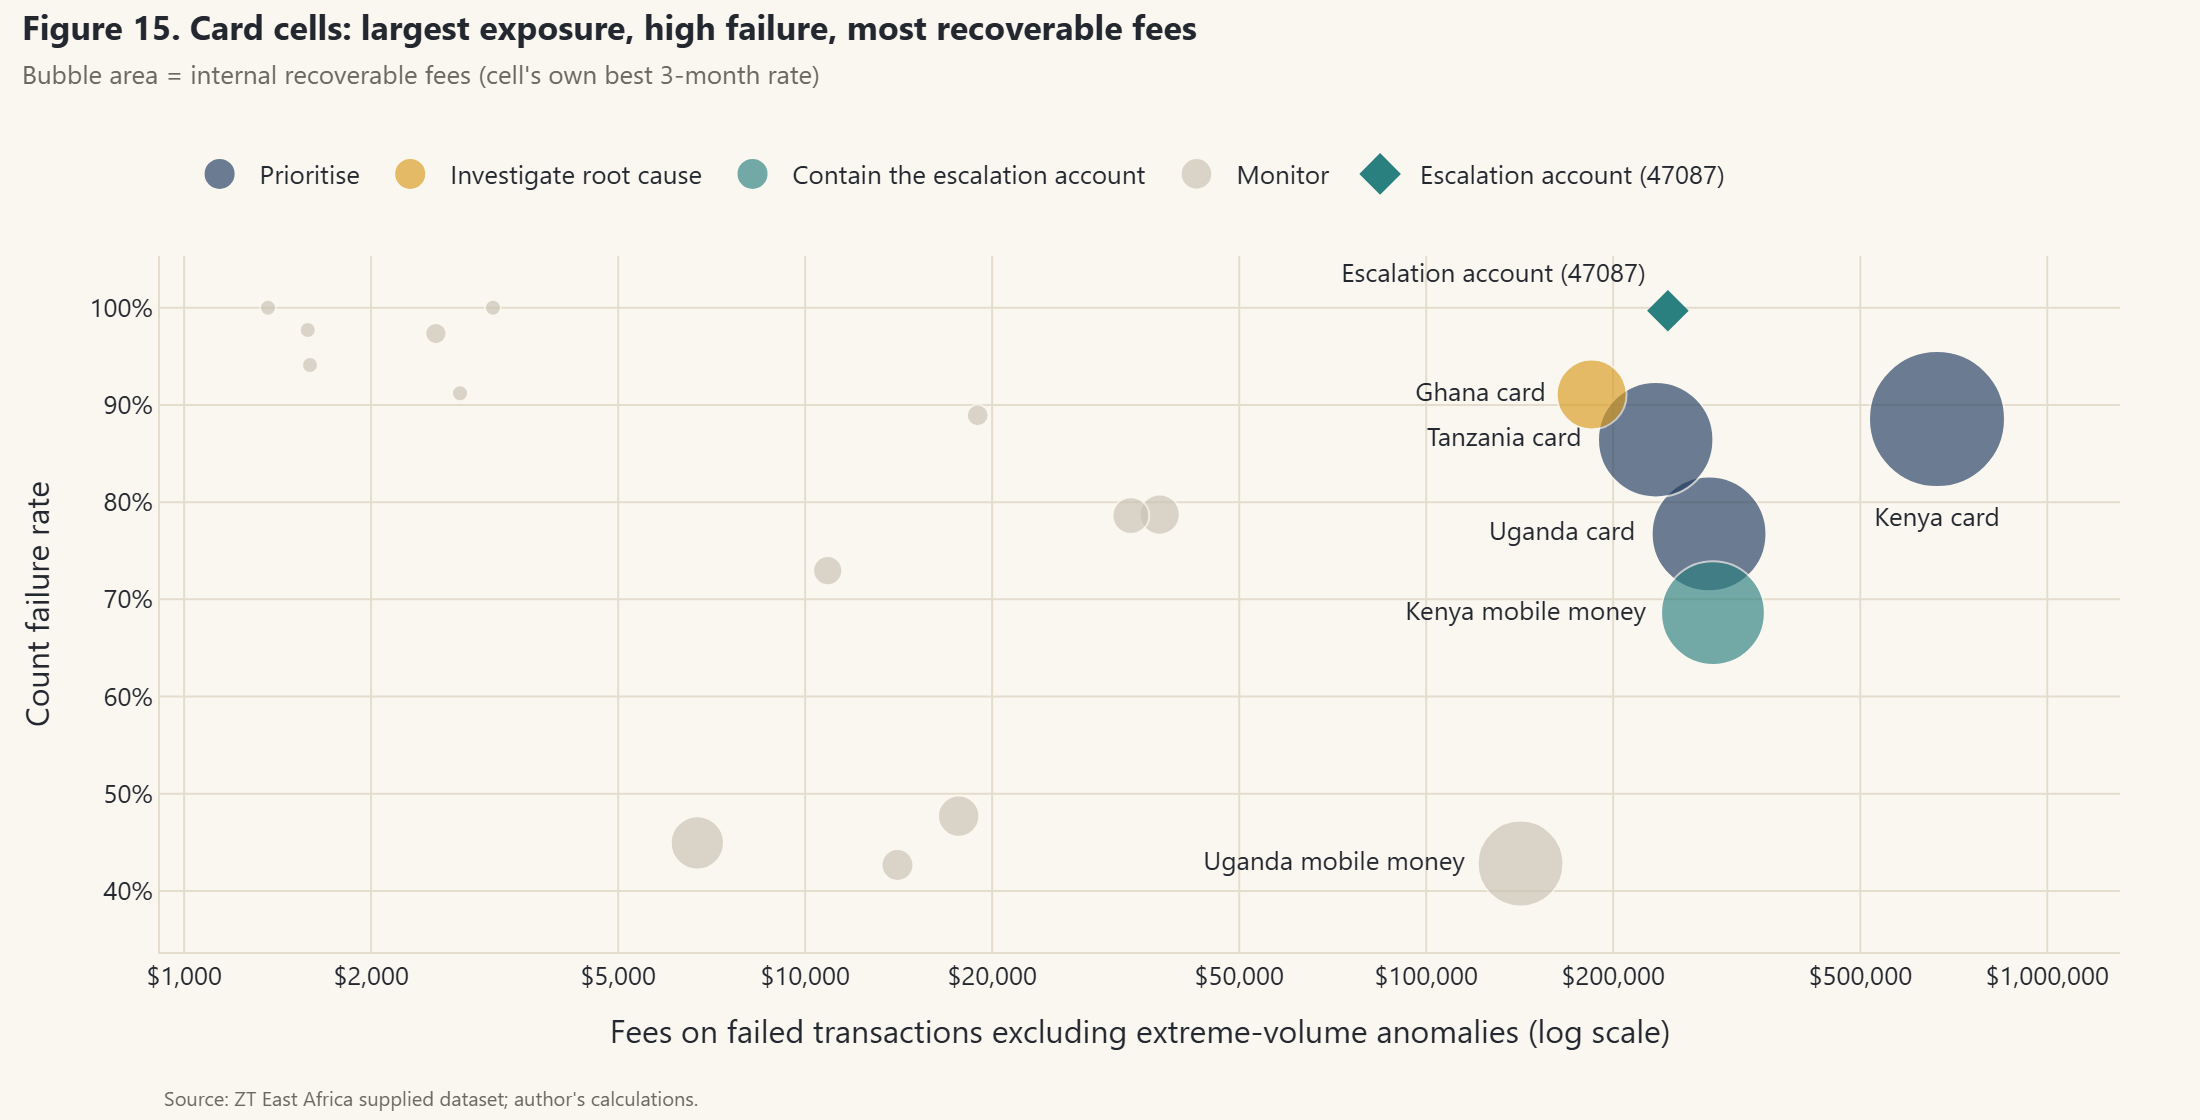 Figure 15. Card cells: largest exposure, high failure, most recoverable fees
Bubble area = internal recoverable fees (cell's own best 3-month rate)
Prioritise
Investigate root cause
Contain the escalation account
Monitor
Escalation account (47087)
Escalation account (47087)
Ghana card
Tanzania card
Uganda card
Kenya card
Kenya mobile money
Uganda mobile money
Count failure rate
100%
90%
80%
70%
60%
50%
40%
$1,000
$2,000
$5,000
$10,000
$20,000
$50,000
$100,000
$200,000
$500,000
$1,000,000
Fees on failed transactions excluding extreme-volume anomalies (log scale)
Source: ZT East Africa supplied dataset; author's calculations.